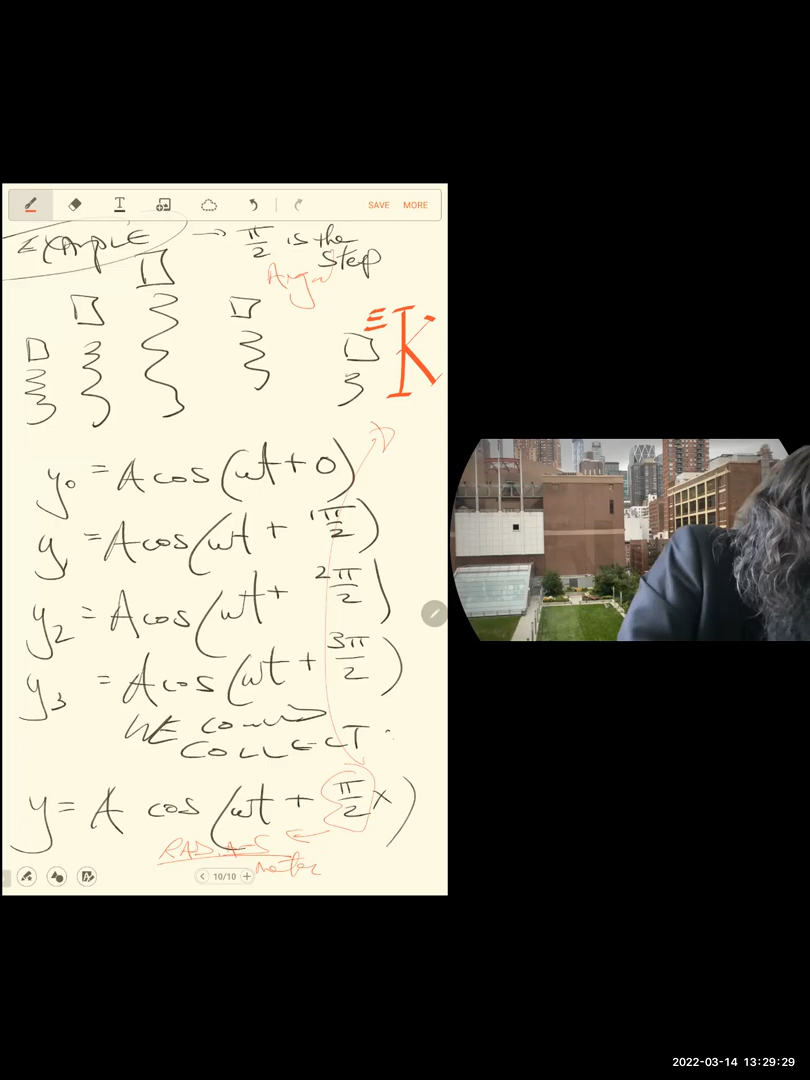 SAVE MORE
EXAMPLE → π/2 is the
step
≡ K
y₀ = A cos(ωt + 0)
y₁ = A cos(ωt + 1π/2)
y₂ = A cos(ωt + 2π/2)
y₃ = A cos(ωt + 3π/2)
WE COULD
COLLECT
y = A cos(ωt + π/2 x)
RADIANS
meter
10/10
2022-03-14 13:29:29